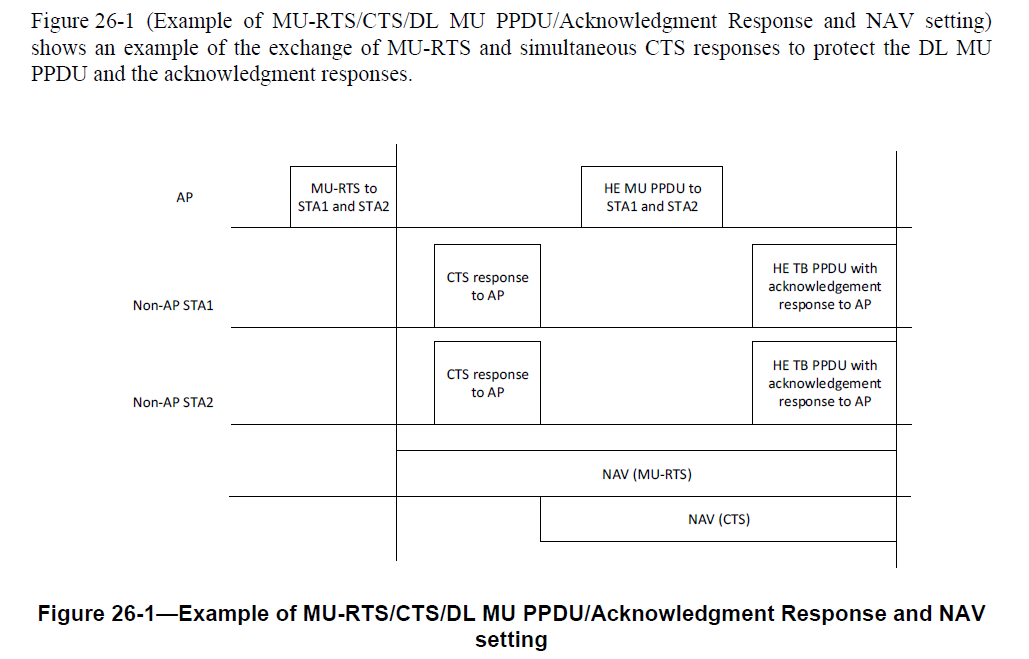 Figure 26-1 (Example of MU-RTS/CTS/DL MU PPDU/Acknowledgment Response and NAV setting)
shows an example of the exchange of MU-RTS and simultaneous CTS responses to protect the DL MU
PPDU and the acknowledgment responses.
AP
MU-RTS to
STA1 and STA2
HE MU PPDU to
STA1 and STA2
Non-AP STA1
CTS response
to AP
HE TB PPDU with
acknowledgement
response to AP
Non-AP STA2
CTS response
to AP
HE TB PPDU with
acknowledgement
response to AP
NAV (MU-RTS)
NAV (CTS)
Figure 26-1—Example of MU-RTS/CTS/DL MU PPDU/Acknowledgment Response and NAV
setting